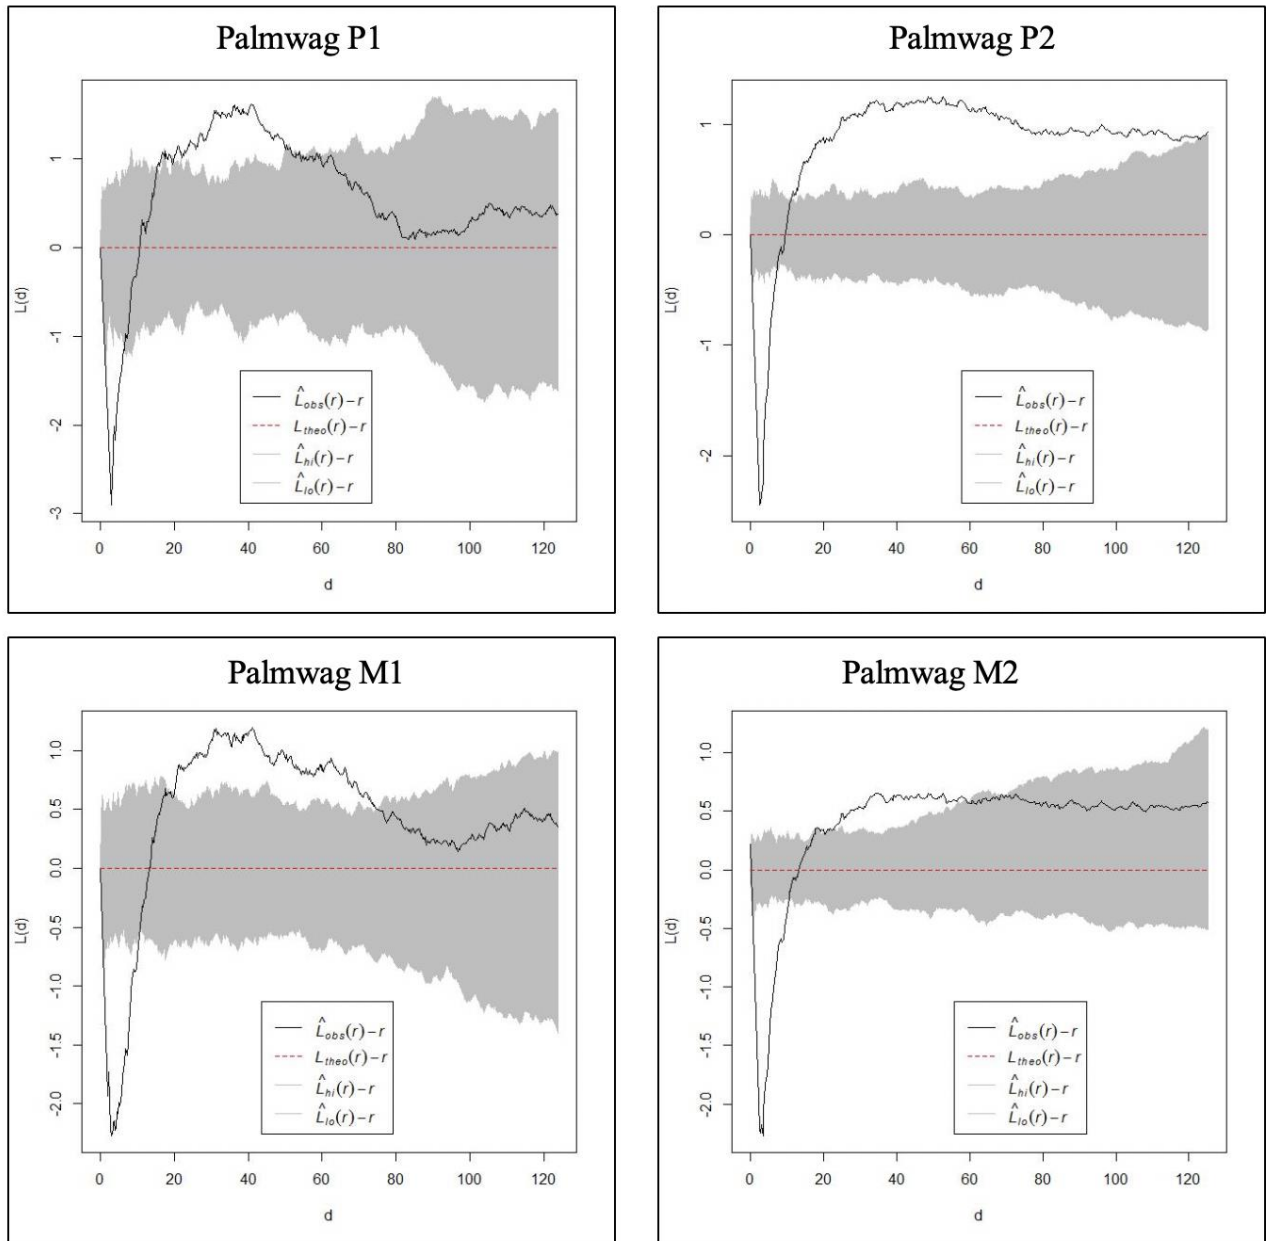 Palmwag P1
1
0
-1
-2
-3
L(d)
0 20 40 60 80 100 120
d
L̂obs(r)−r
Ltheo(r)−r
L̂hi(r)−r
L̂lo(r)−r
Palmwag P2
1
0
-1
-2
L(d)
0 20 40 60 80 100 120
d
L̂obs(r)−r
Ltheo(r)−r
L̂hi(r)−r
L̂lo(r)−r
Palmwag M1
1.0
0.5
0.0
-0.5
-1.0
-1.5
-2.0
L(d)
0 20 40 60 80 100 120
d
L̂obs(r)−r
Ltheo(r)−r
L̂hi(r)−r
L̂lo(r)−r
Palmwag M2
1.0
0.5
0.0
-0.5
-1.0
-1.5
-2.0
L(d)
0 20 40 60 80 100 120
d
L̂obs(r)−r
Ltheo(r)−r
L̂hi(r)−r
L̂lo(r)−r